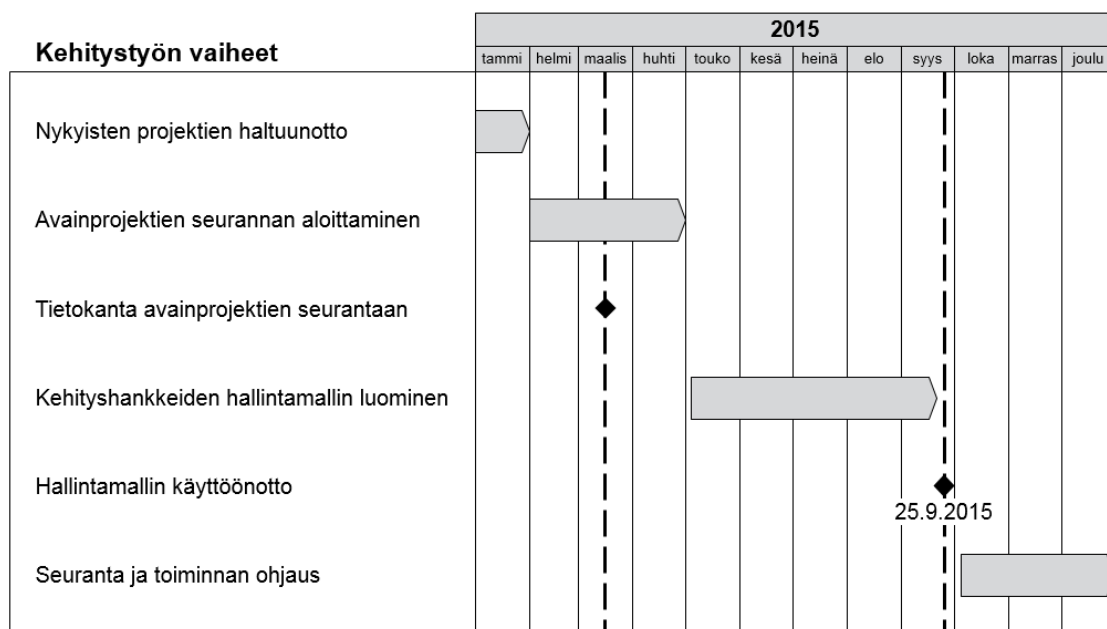 2015
Kehitystyön vaiheet
tammi helmi maalis huhti touko kesä heinä elo syys loka marras joulu
Nykyisten projektien haltuunotto
Avainprojektien seurannan aloittaminen
Tietokanta avainprojektien seurantaan
Kehityshankkeiden hallintamallin luominen
Hallintamallin käyttöönotto
25.9.2015
Seuranta ja toiminnan ohjaus